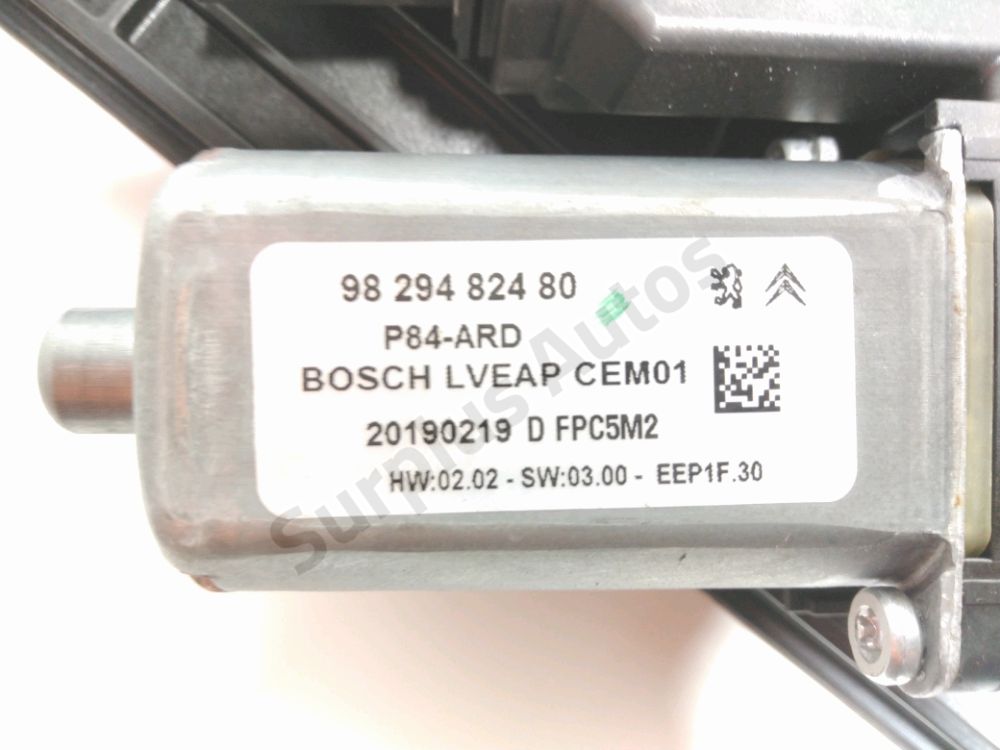 98 294 824 80
P84-ARD
BOSCH LVEAP CEM01
20190219 D FPC5M2
HW:02.02 - SW:03.00 - EEP1F.30
Surplus Autos